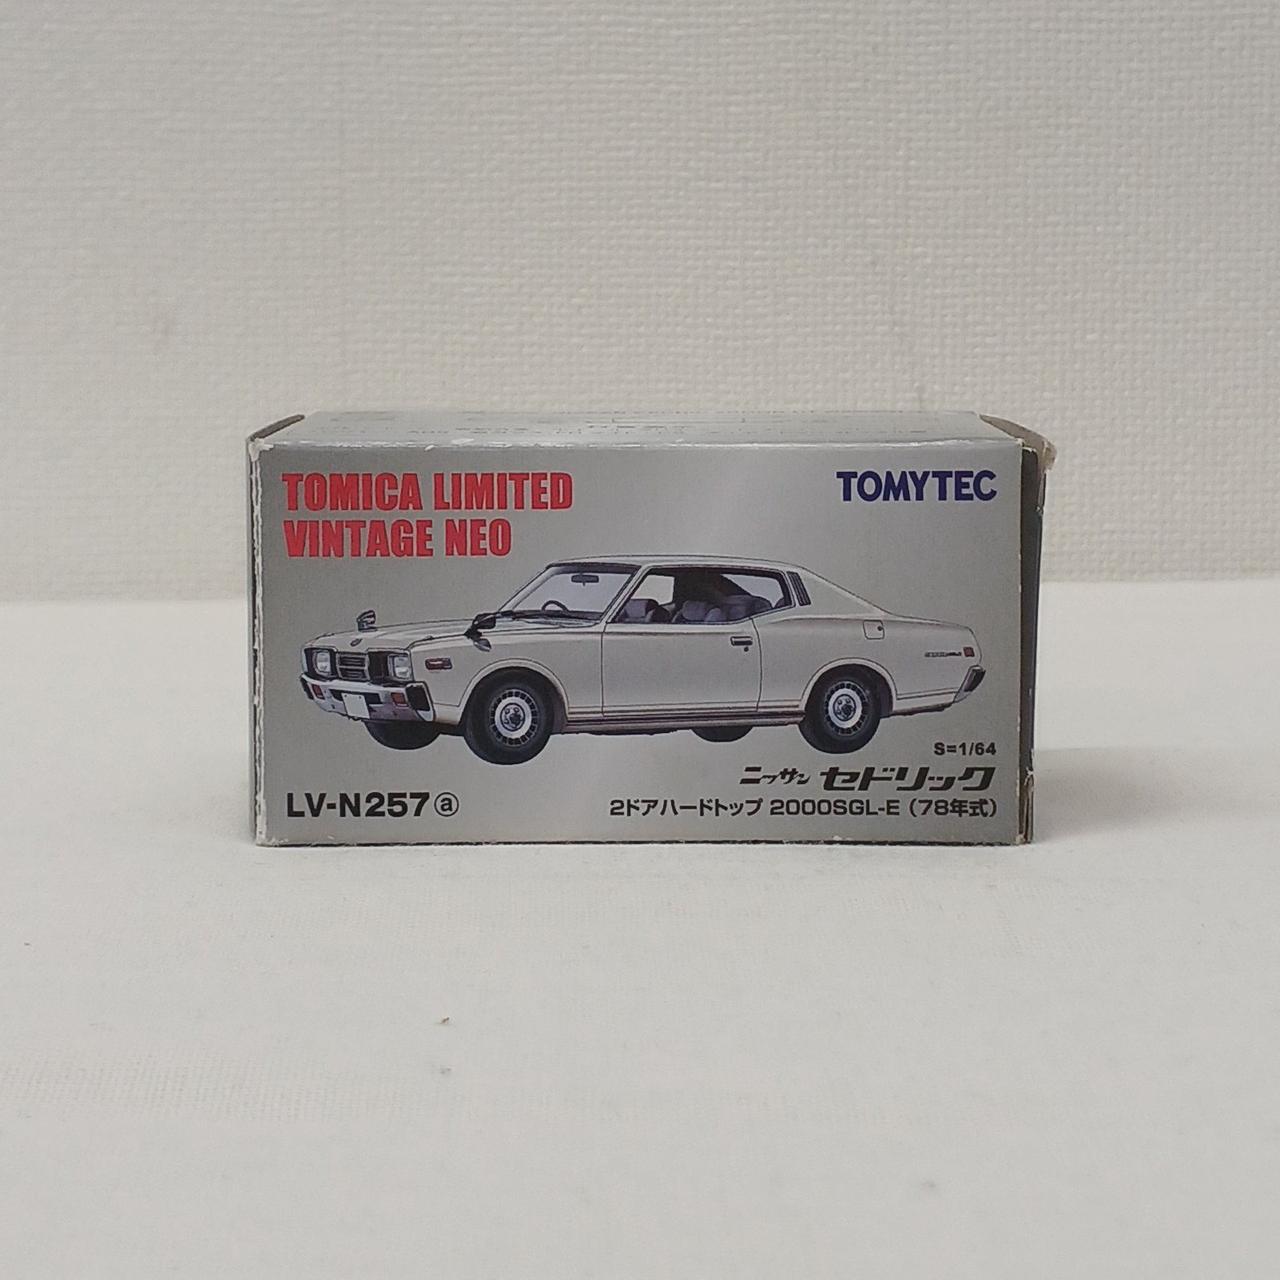 TOMICA LIMITED
VINTAGE NEO
TOMYTEC
S=1/64
ニッサン セドリック
LV-N257ⓐ
2ドアハードトップ 2000SGL-E (78年式)